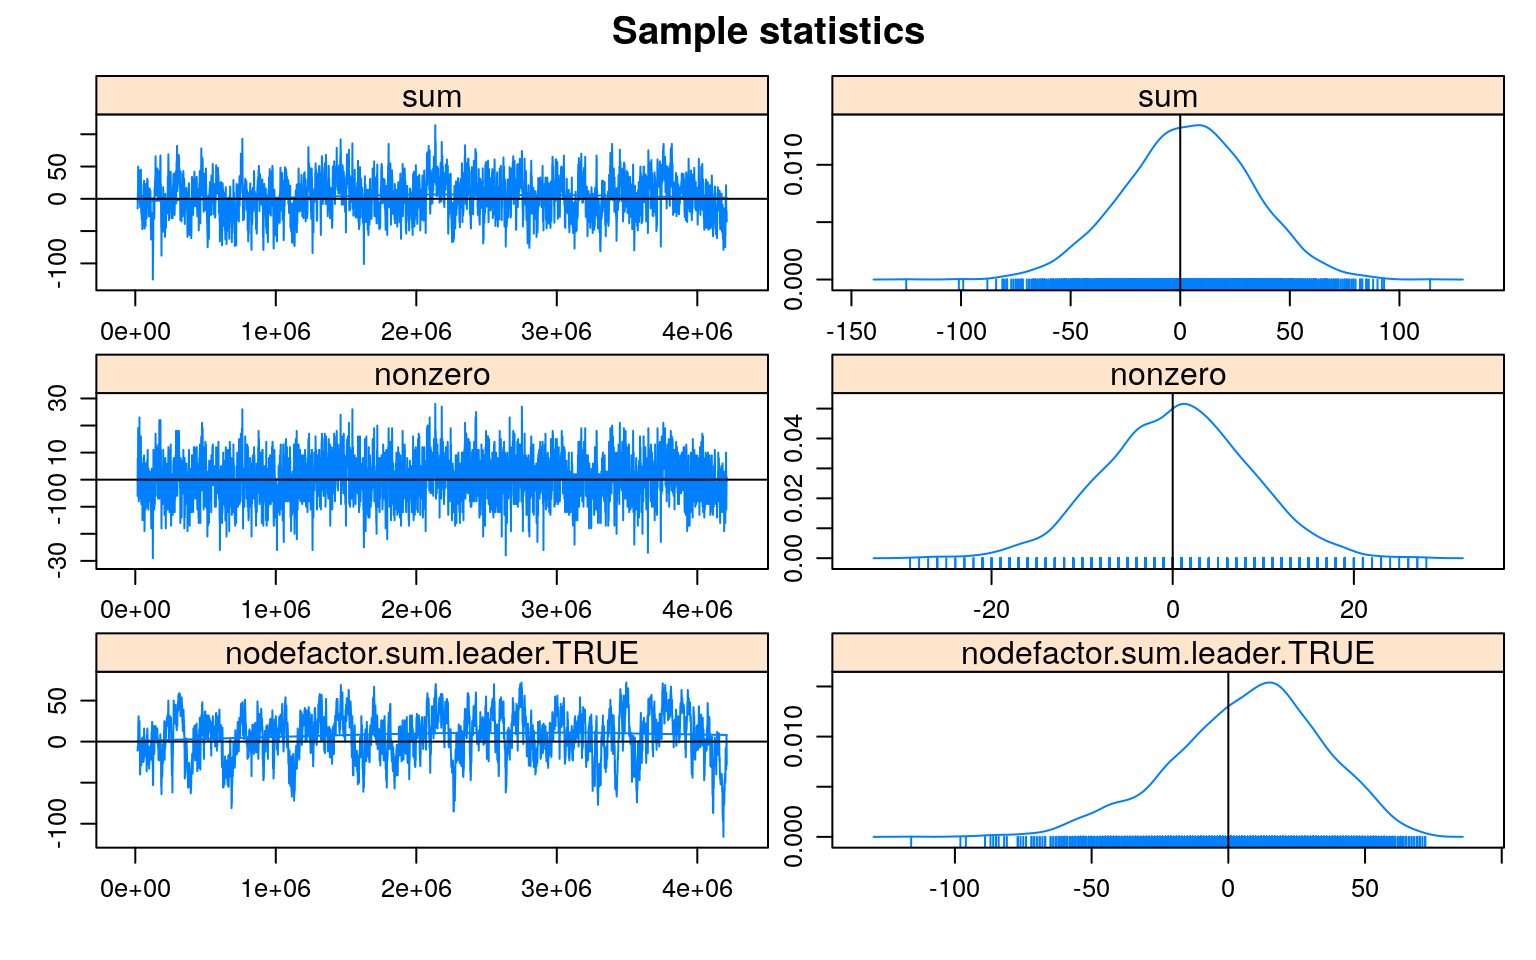 Sample statistics
sum
sum
-100 0 50
0.000 0.010
0e+00 1e+06 2e+06 3e+06 4e+06
-150 -100 -50 0 50 100
nonzero
nonzero
-30 -10 0 10 30
0.00 0.02 0.04
0e+00 1e+06 2e+06 3e+06 4e+06
-20 0 20
nodefactor.sum.leader.TRUE
nodefactor.sum.leader.TRUE
-100 0 50
0.000 0.010
0e+00 1e+06 2e+06 3e+06 4e+06
-100 -50 0 50